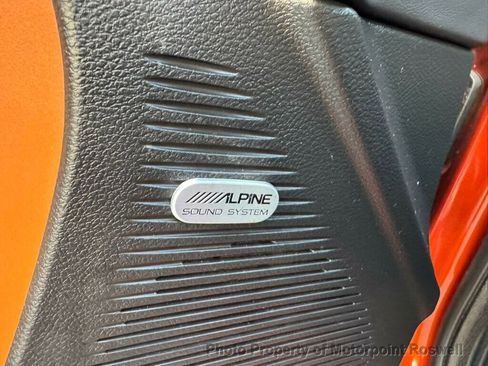 ALPINE
SOUND SYSTEM
Photo Property of Motorpoint Roswell